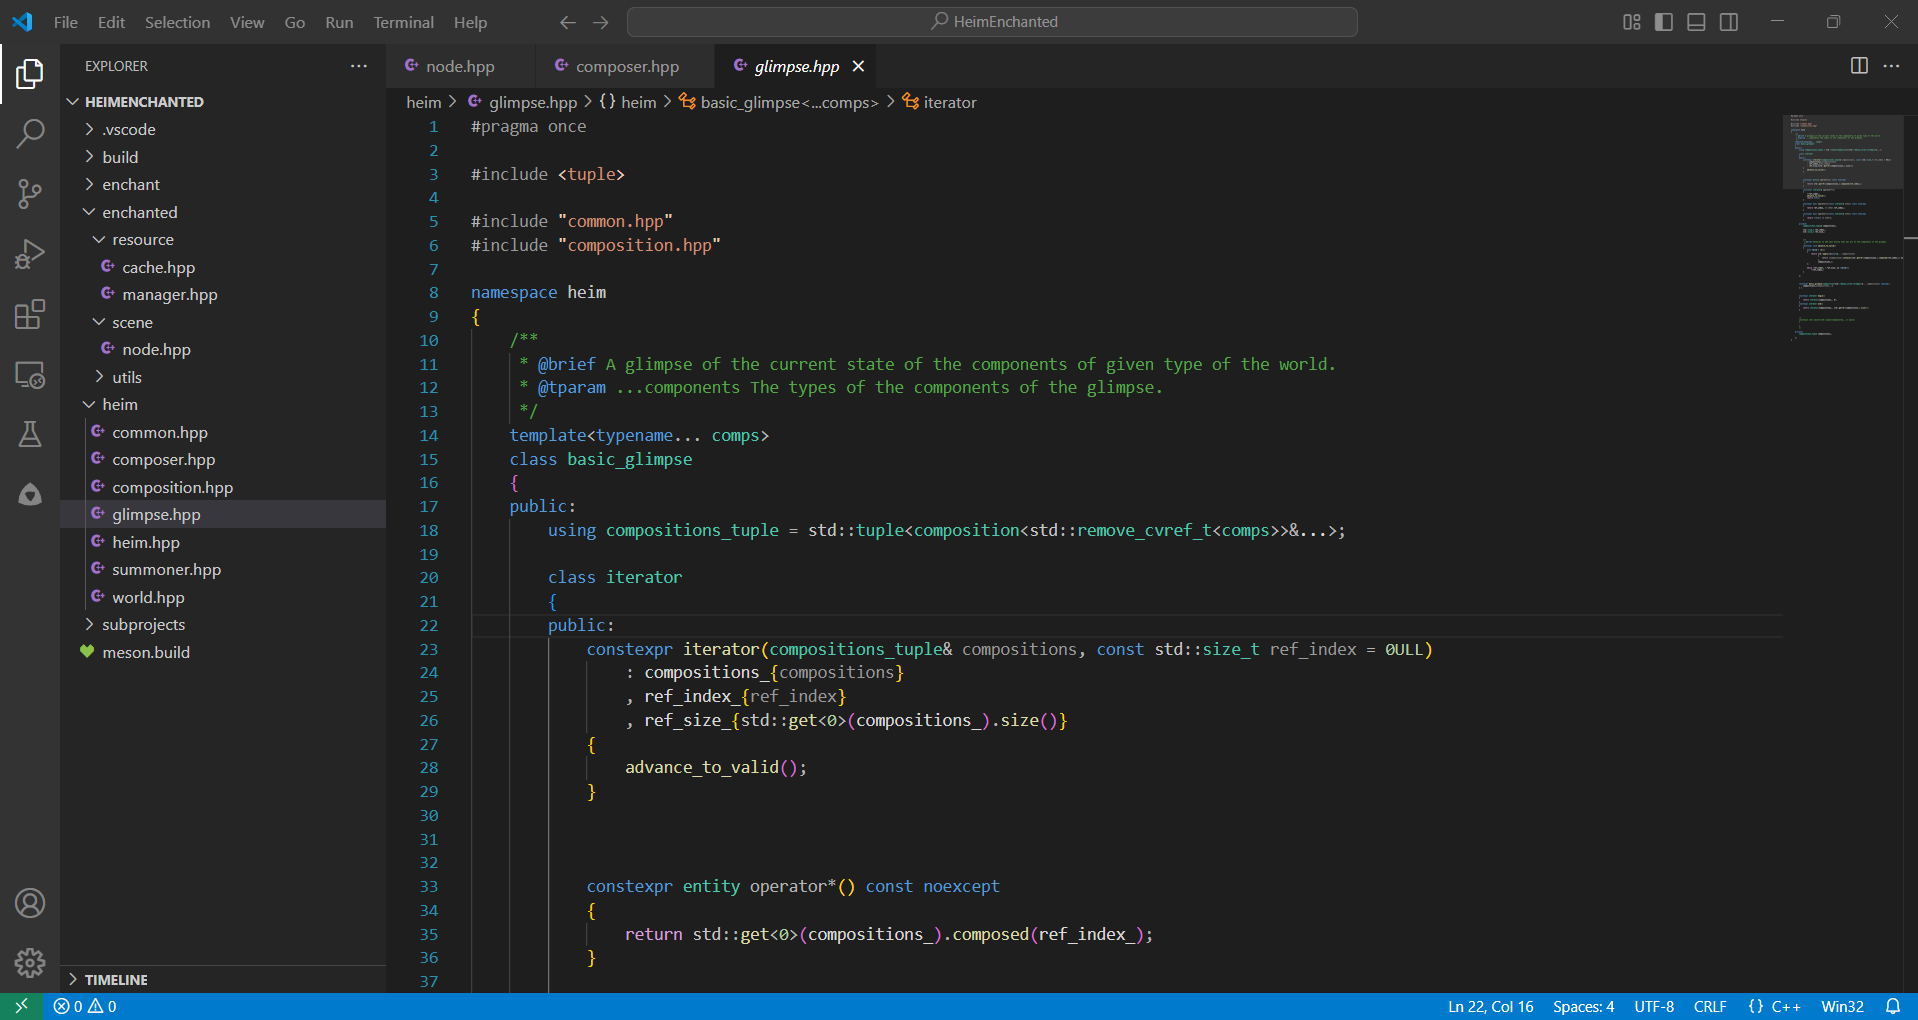 File Edit Selection View Go Run Terminal Help
HeimEnchanted
EXPLORER
HEIMENCHANTED
.vscode
build
enchant
enchanted
resource
cache.hpp
manager.hpp
scene
node.hpp
utils
heim
common.hpp
composer.hpp
composition.hpp
glimpse.hpp
heim.hpp
summoner.hpp
world.hpp
subprojects
meson.build
TIMELINE
node.hpp composer.hpp glimpse.hpp
heim > glimpse.hpp > {} heim > basic_glimpse<...comps> > iterator
1 #pragma once
2
3 #include <tuple>
4
5 #include "common.hpp"
6 #include "composition.hpp"
7
8 namespace heim
9 {
10 /**
11 * @brief A glimpse of the current state of the components of given type of the world.
12 * @tparam ...components The types of the components of the glimpse.
13 */
14 template<typename... comps>
15 class basic_glimpse
16 {
17 public:
18 using compositions_tuple = std::tuple<composition<std::remove_cvref_t<comps>>&...>;
19
20 class iterator
21 {
22 public:
23 constexpr iterator(compositions_tuple& compositions, const std::size_t ref_index = 0ULL)
24 : compositions_{compositions}
25 , ref_index_{ref_index}
26 , ref_size_{std::get<0>(compositions_).size()}
27 {
28 advance_to_valid();
29 }
30
31
32
33 constexpr entity operator*() const noexcept
34 {
35 return std::get<0>(compositions_).composed(ref_index_);
36 }
37
0 0
Ln 22, Col 16 Spaces: 4 UTF-8 CRLF {} C++ Win32